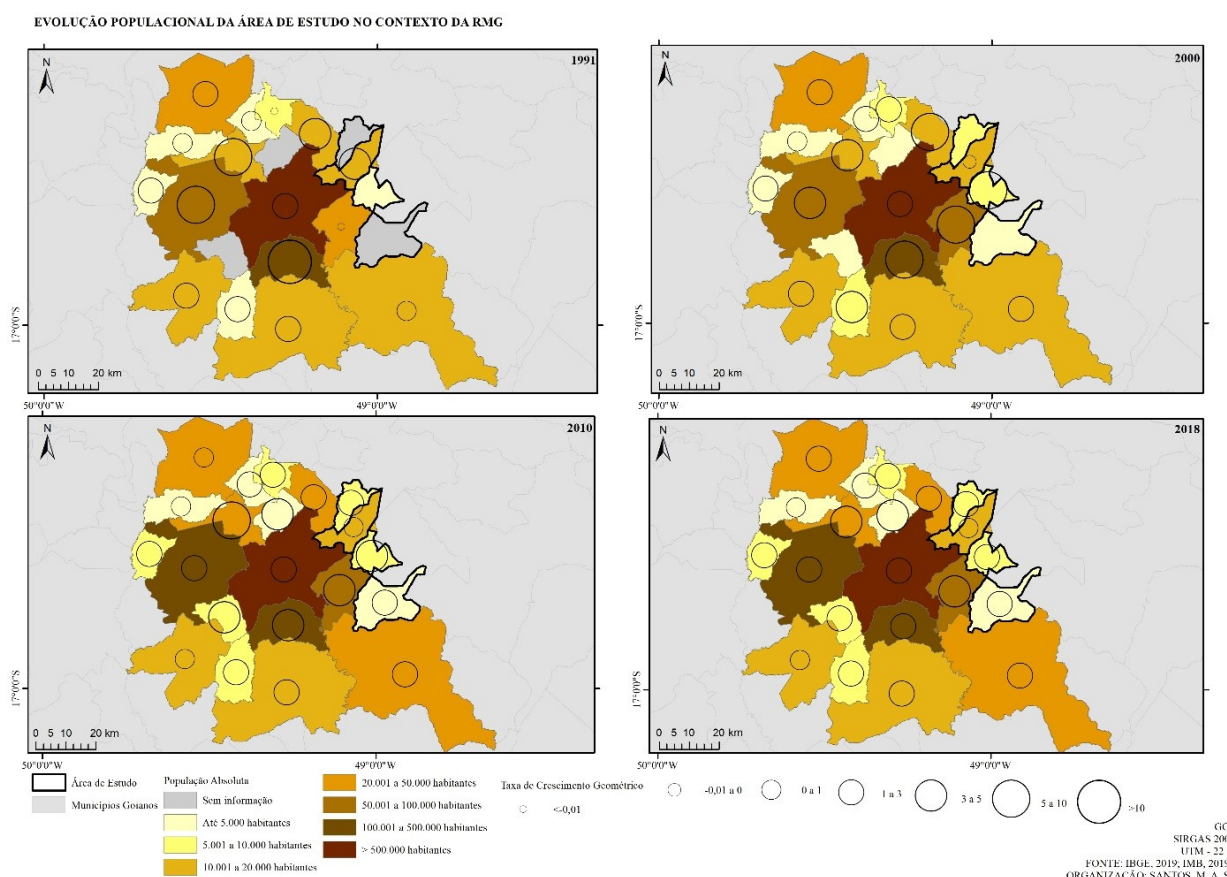 EVOLUÇÃO POPULACIONAL DA ÁREA DE ESTUDO NO CONTEXTO DA RMG
1991
N
17°0'0"S
0 5 10 20 km
50°0'0"W
49°0'0"W
2000
N
17°0'0"S
0 5 10 20 km
50°0'0"W
49°0'0"W
2010
N
17°0'0"S
0 5 10 20 km
50°0'0"W
49°0'0"W
2018
N
17°0'0"S
0 5 10 20 km
50°0'0"W
49°0'0"W
Área de Estudo
Municípios Goianos
População Absoluta
Sem informação
Até 5.000 habitantes
5.001 a 10.000 habitantes
10.001 a 20.000 habitantes
20.001 a 50.000 habitantes
50.001 a 100.000 habitantes
100.001 a 500.000 habitantes
> 500.000 habitantes
Taxa de Crescimento Geométrico
<-0,01
-0,01 a 0
0 a 1
1 a 3
3 a 5
5 a 10
>10
SIRGAS 200
UTM - 22
FONTE: IBGE, 2019; IMB, 2019
ORGANIZAÇÃO: SANTOS, M. A. S